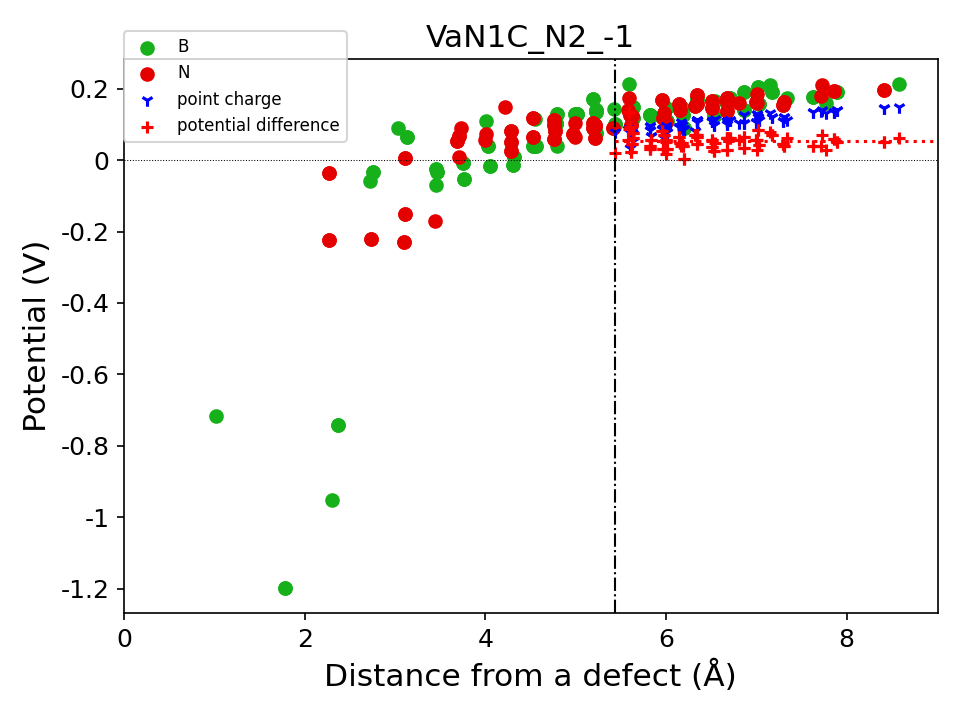 VaN1C_N2_-1
B
N
point charge
potential difference
0.2
0
-0.2
-0.4
-0.6
-0.8
-1
-1.2
Potential (V)
0 2 4 6 8
Distance from a defect (Å)